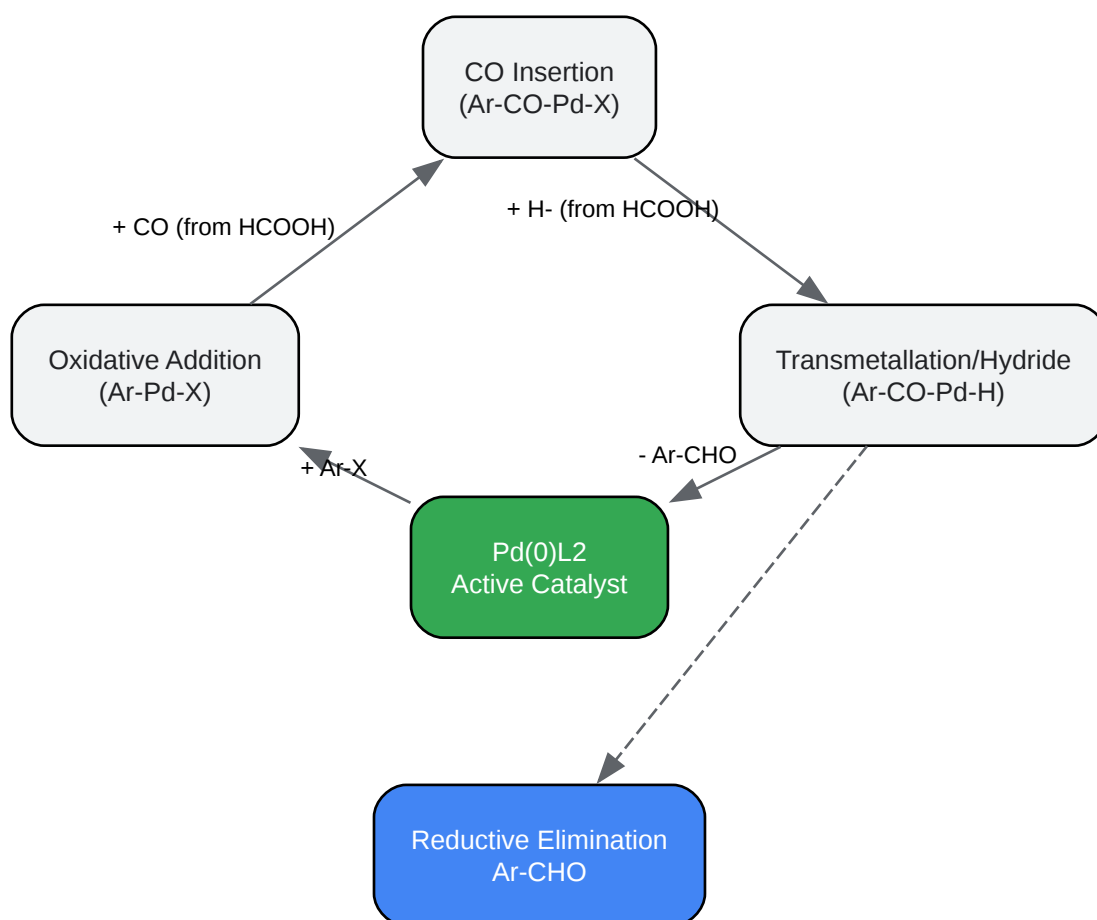 CO Insertion
(Ar-CO-Pd-X)
+ CO (from HCOOH)
+ H- (from HCOOH)
Oxidative Addition
(Ar-Pd-X)
Transmetallation/Hydride
(Ar-CO-Pd-H)
+ Ar-X
- Ar-CHO
Pd(0)L2
Active Catalyst
Reductive Elimination
Ar-CHO